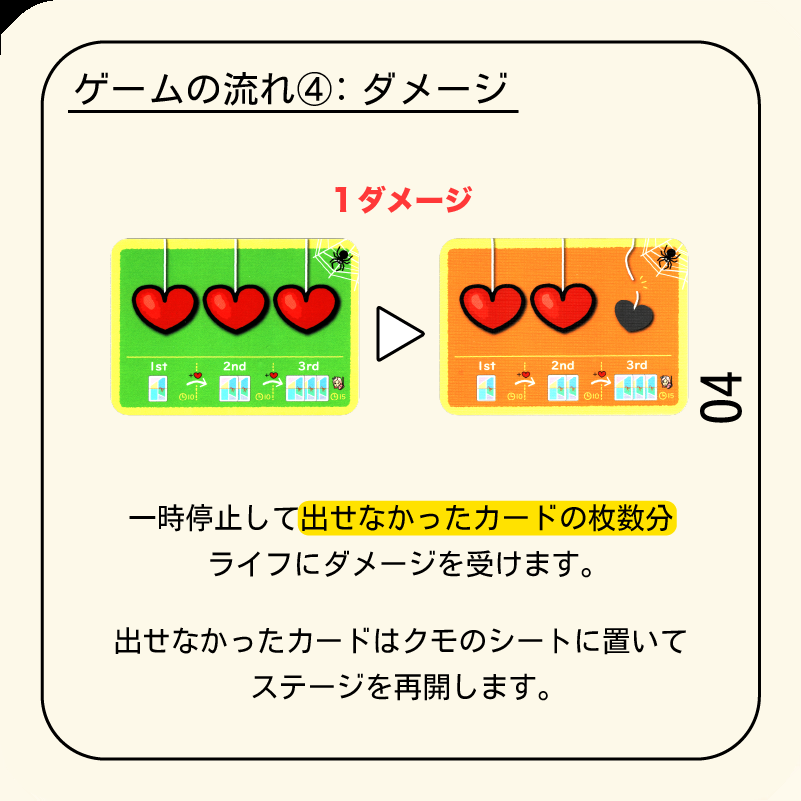 ゲームの流れ④：ダメージ
1ダメージ
1st 2nd 3rd
10 10 15
1st 2nd 3rd
10 10 15
04
一時停止して出せなかったカードの枚数分
ライフにダメージを受けます。
出せなかったカードはクモのシートに置いて
ステージを再開します。